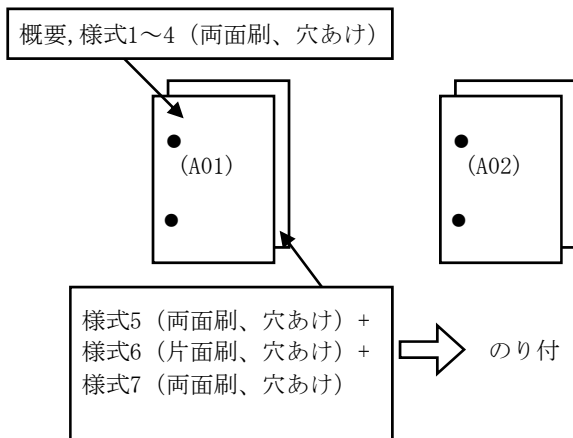 概要,様式1～4（両面刷、穴あけ）
(A01)
(A02)
様式5（両面刷、穴あけ）+
様式6（片面刷、穴あけ）+
様式7（両面刷、穴あけ）
のり付